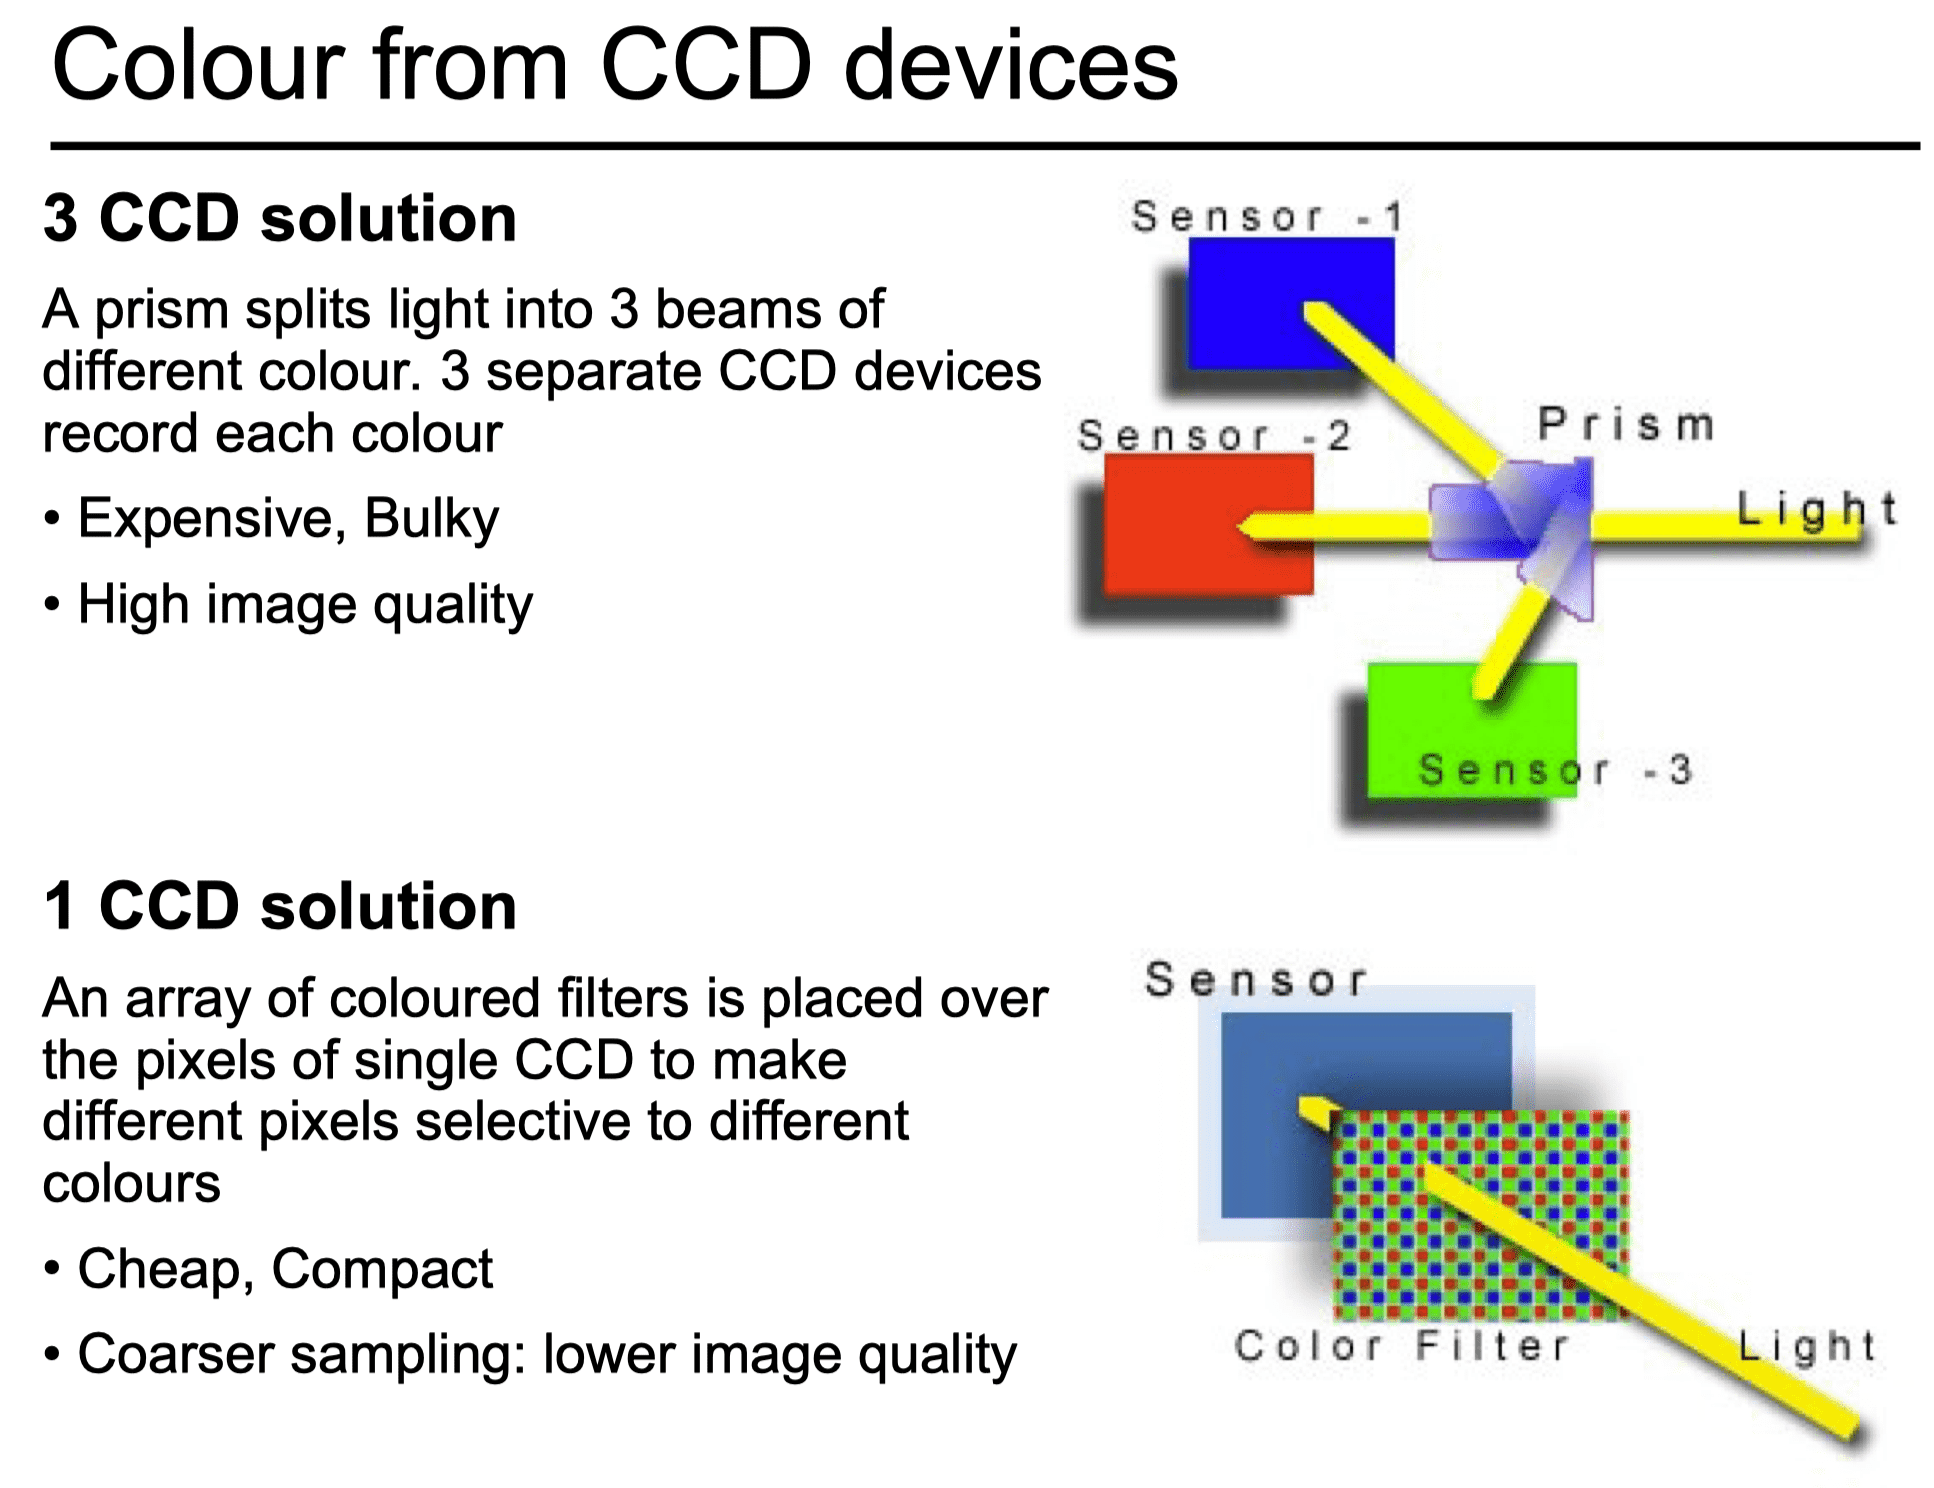 Colour from CCD devices
3 CCD solution
A prism splits light into 3 beams of
different colour. 3 separate CCD devices
record each colour
• Expensive, Bulky
• High image quality
Sensor -1
Sensor -2
Prism
Light
Sensor -3
1 CCD solution
An array of coloured filters is placed over
the pixels of single CCD to make
different pixels selective to different
colours
• Cheap, Compact
• Coarser sampling: lower image quality
Sensor
Color Filter
Light